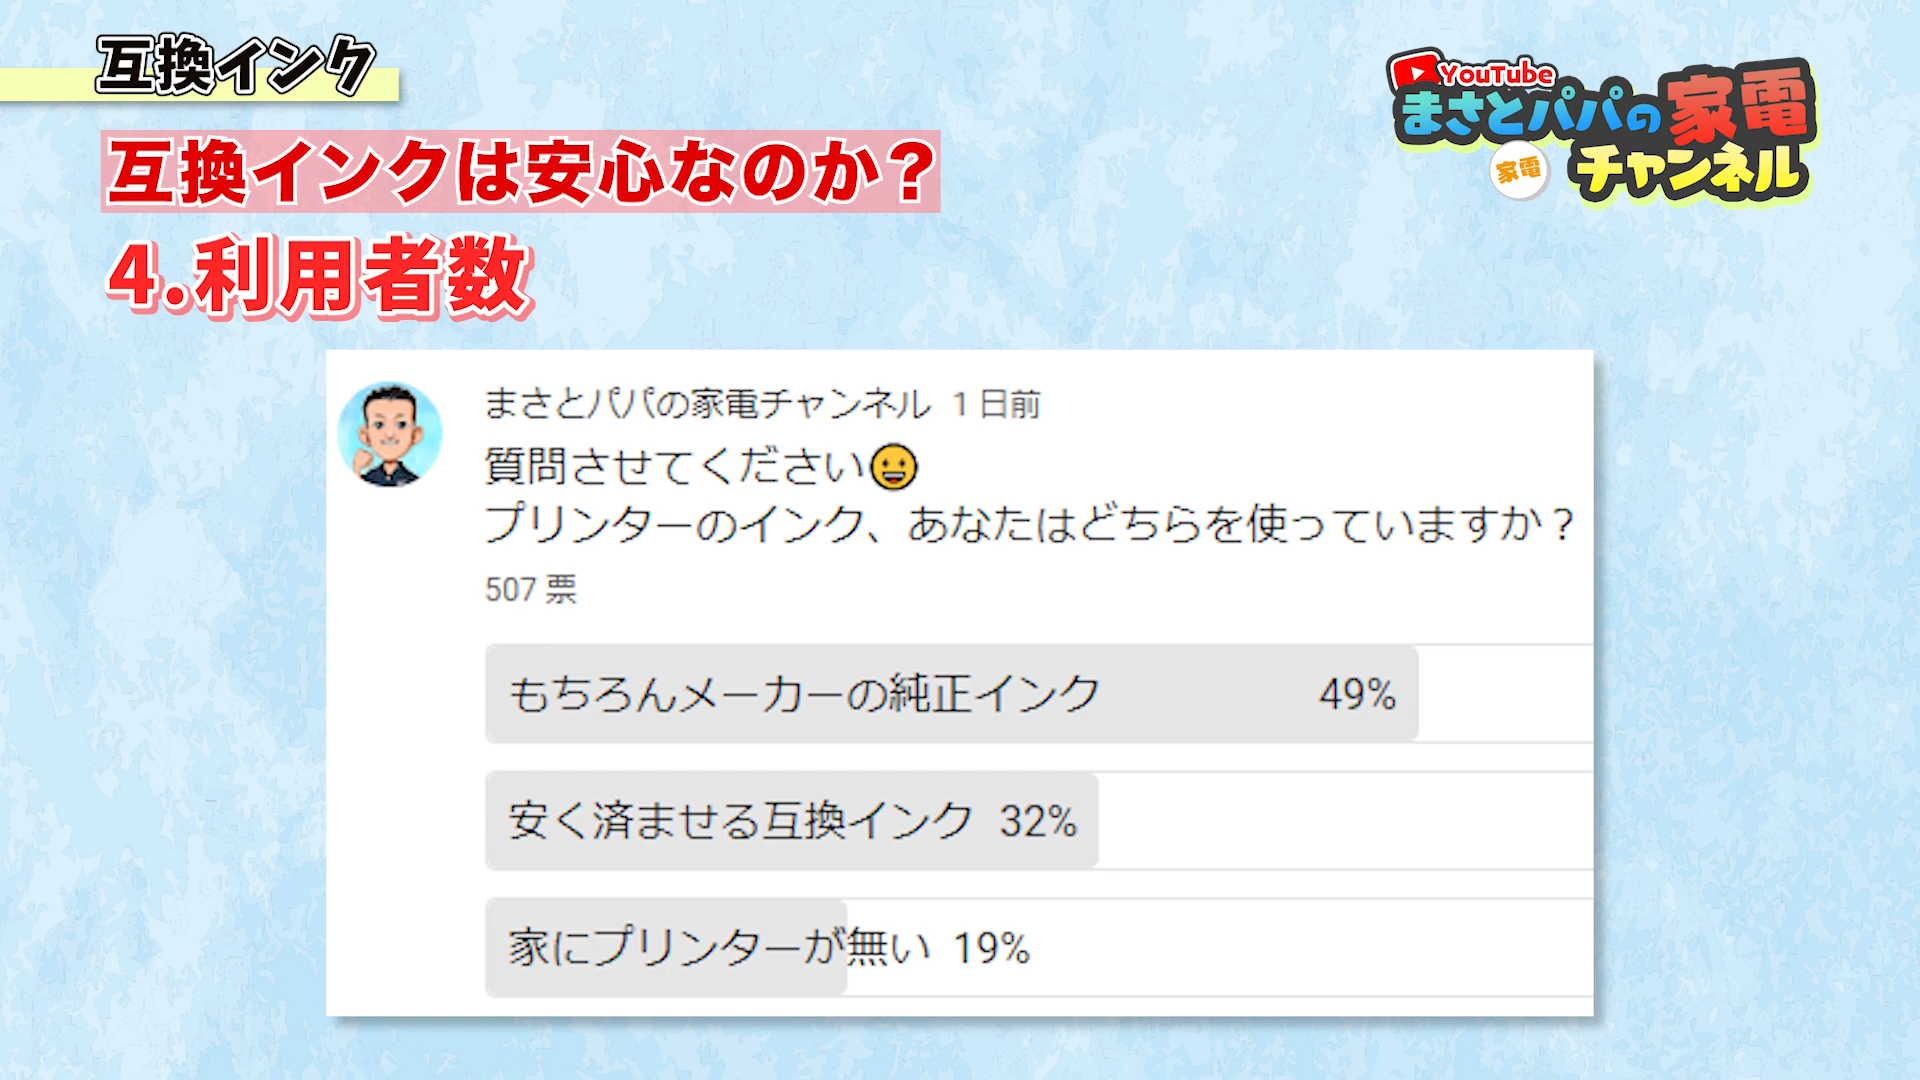 互換インク
YouTube
まさとパパの家電
家電
チャンネル
互換インクは安心なのか？
4.利用者数
まさとパパの家電チャンネル 1 日前
質問させてください😀
プリンターのインク、あなたはどちらを使っていますか？
507 票
もちろんメーカーの純正インク 49%
安く済ませる互換インク 32%
家にプリンターが無い 19%